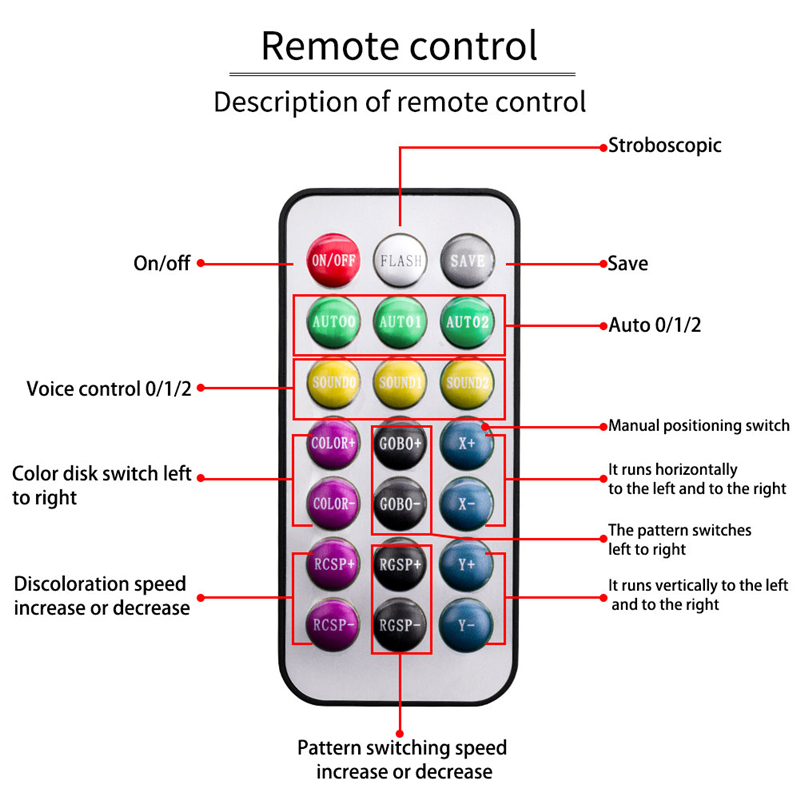 Remote control
Description of remote control
Stroboscopic
On/off
ON/OFF
FLASH
SAVE
Save
AUTO0
AUTO1
AUTO2
Auto 0/1/2
Voice control 0/1/2
SOUND0
SOUND1
SOUND2
Manual positioning switch
COLOR+
GOBO+
X+
Color disk switch left
to right
It runs horizontally
to the left and to the right
COLOR-
GOBO-
X-
The pattern switches
left to right
RCSP+
RGSP+
Y+
Discoloration speed
increase or decrease
It runs vertically to the left
and to the right
RCSP-
RGSP-
Y-
Pattern switching speed
increase or decrease